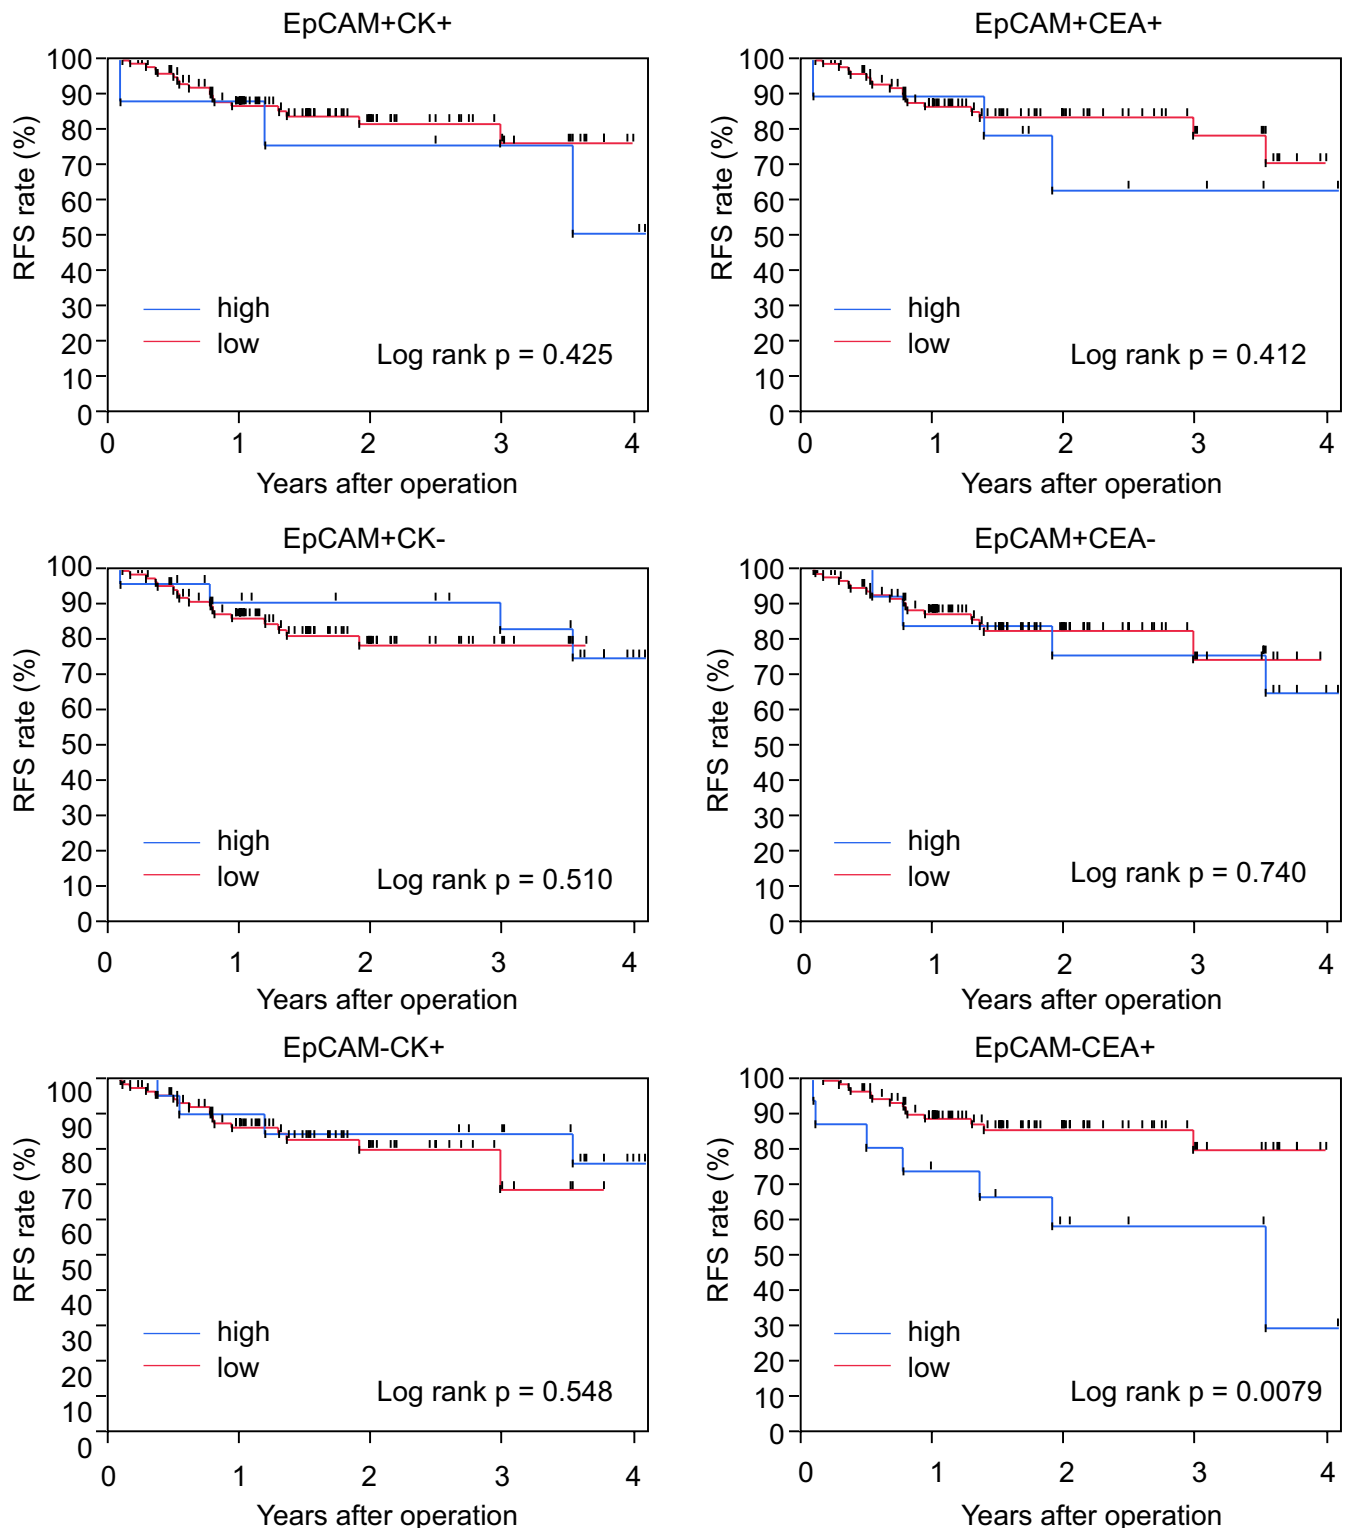 EpCAM+CK+
100
90
80
70
60
50
40
30
20
10
0
RFS rate (%)
high
low
Log rank p = 0.425
0 1 2 3 4
Years after operation
EpCAM+CEA+
100
90
80
70
60
50
40
30
20
10
0
RFS rate (%)
high
low
Log rank p = 0.412
0 1 2 3 4
Years after operation
EpCAM+CK-
100
90
80
70
60
50
40
30
20
10
0
RFS rate (%)
high
low
Log rank p = 0.510
0 1 2 3 4
Years after operation
EpCAM+CEA-
100
90
80
70
60
50
40
30
20
10
0
RFS rate (%)
high
low
Log rank p = 0.740
0 1 2 3 4
Years after operation
EpCAM-CK+
100
90
80
70
60
50
40
30
20
10
0
RFS rate (%)
high
low
Log rank p = 0.548
0 1 2 3 4
Years after operation
EpCAM-CEA+
100
90
80
70
60
50
40
30
20
10
0
RFS rate (%)
high
low
Log rank p = 0.0079
0 1 2 3 4
Years after operation